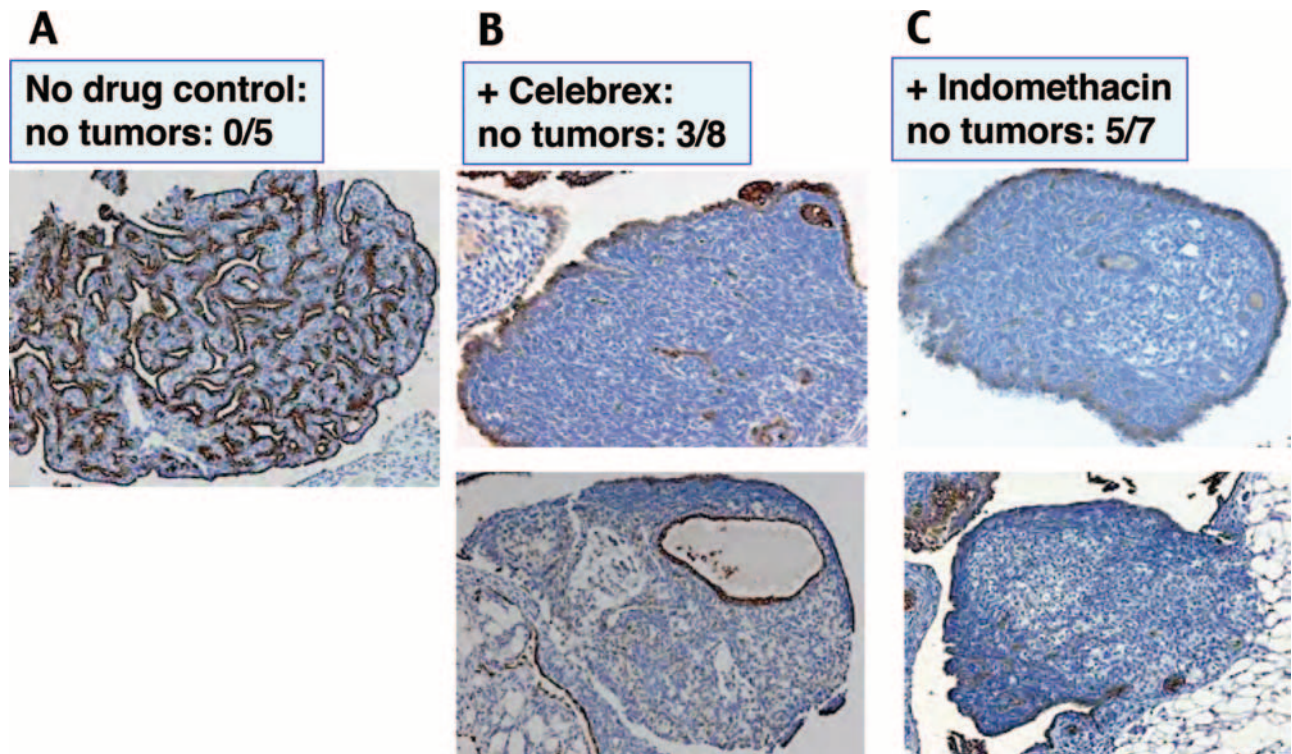 A
No drug control:
no tumors: 0/5
B
+ Celebrex:
no tumors: 3/8
C
+ Indomethacin
no tumors: 5/7